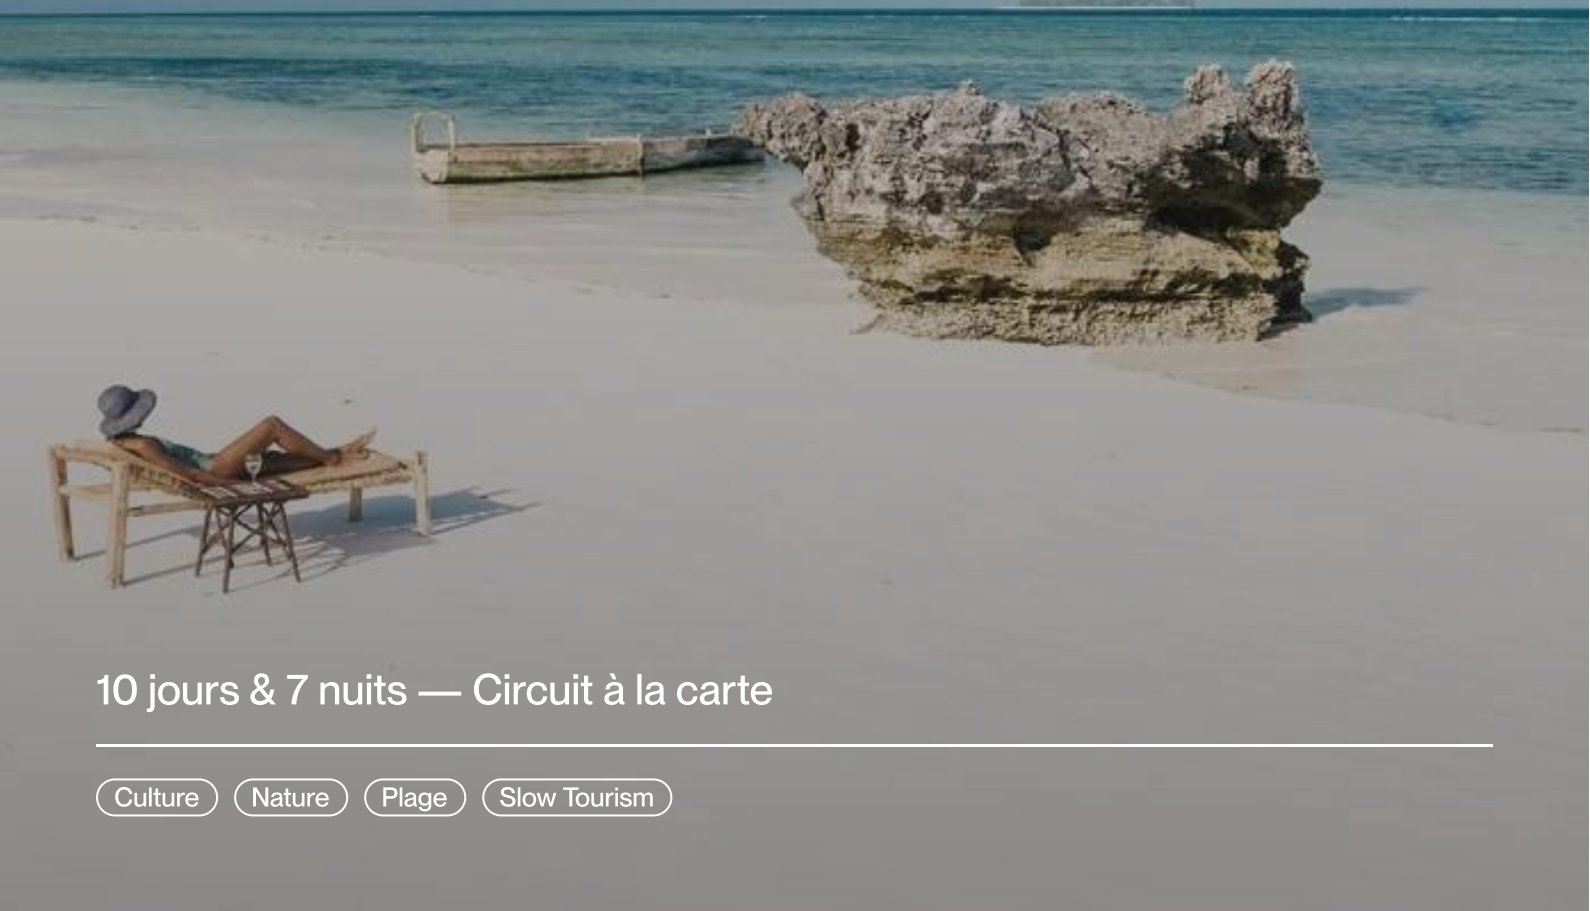 10 jours & 7 nuits — Circuit à la carte
Culture Nature Plage Slow Tourism